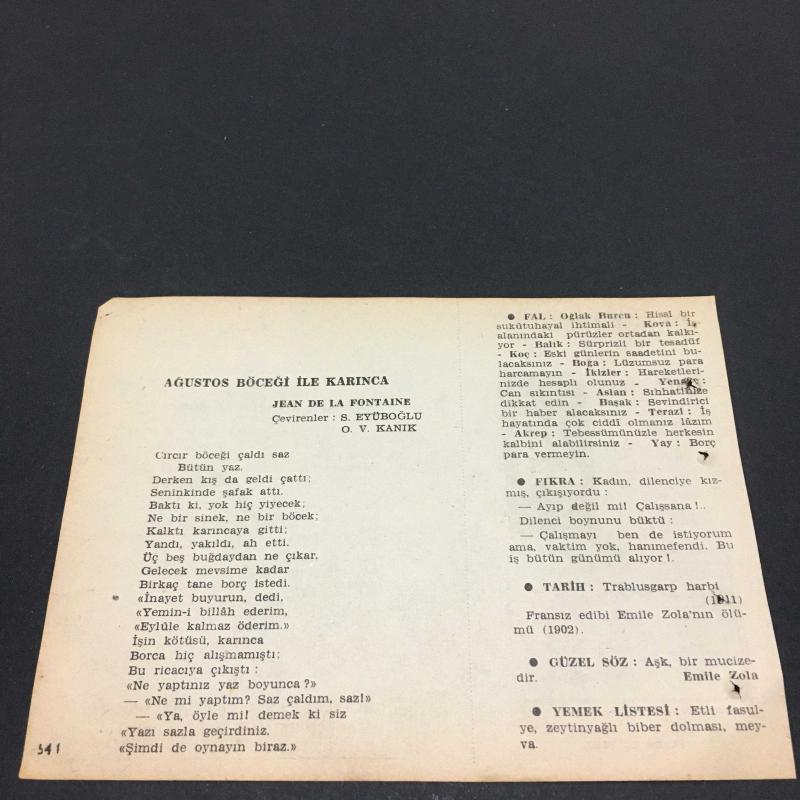 AĞUSTOS BÖCEĞİ İLE KARINCA
JEAN DE LA FONTAINE
Çevirenler : S. EYÜBOĞLU
O. V. KANIK
Cırcır böceği çaldı saz
Bütün yaz.
Derken kış da geldi çattı;
Seninkinde şafak attı.
Baktı ki, yok hiç yiyecek;
Ne bir sinek, ne bir böcek;
Kalktı karıncaya gitti;
Yandı, yakıldı, ah etti.
Üç beş buğdaydan ne çıkar,
Gelecek mevsime kadar
Birkaç tane borç istedi.
«İnayet buyurun, dedi,
«Yemin-i billâh ederim,
«Eylüle kalmaz öderim.»
İşin kötüsü, karınca
Borca hiç alışmamıştı;
Bu ricacıya çıkıştı :
«Ne yaptınız yaz boyunca?»
— «Ne mi yaptım? Saz çaldım, saz!»
— «Ya, öyle mi! demek ki siz
«Yazı sazla geçirdiniz.
«Şimdi de oynayın biraz.»
541
● FAL : Oğlak Burcu : Hisal bir
sukûtuhayal ihtimali - Kova : İş
alanındaki pürüzler ortadan kalkı-
yor - Balık : Sürprizli bir tesadüf
- Koç : Eski günlerin saadetini bu-
lacaksınız - Boğa : Lüzumsuz para
harcamayın - İkizler : Hareketleri-
nizde hesaplı olunuz - Yengeç :
Can sıkıntısı - Aslan : Sıhhatinize
dikkat edin - Başak : Sevindirici
bir haber alacaksınız - Terazi : İş
hayatında çok ciddî olmanız lâzım
- Akrep : Tebessümünüzle herkesin
kalbini alabilirsiniz - Yay : Borç
para vermeyin.
● FIKRA : Kadın, dilenciye kız-
mış, çıkışıyordu :
— Ayıp değil mi! Çalışsana !..
Dilenci boynunu büktü :
— Çalışmayı ben de istiyorum
ama, vaktim yok, hanımefendi. Bu
iş bütün günümü alıyor !.
● TARİH : Trablusgarp harbi
(1911)
Fransız edibi Emile Zola'nın ölü-
mü (1902).
● GÜZEL SÖZ : Aşk, bir mucize-
dir. Emile Zola
● YEMEK LİSTESİ : Etli fasul-
ye, zeytinyağlı biber dolması, mey-
va.